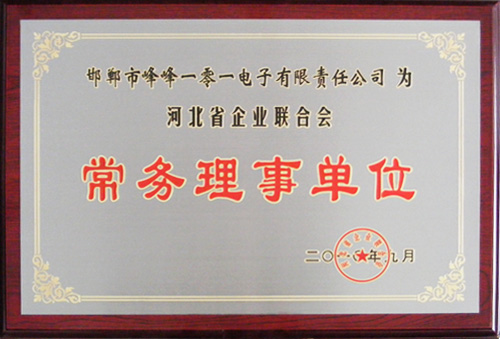 邯郸市峰峰一零一电子有限责任公司 为
河北省企业联合会
常务理事单位
二〇一 年九月